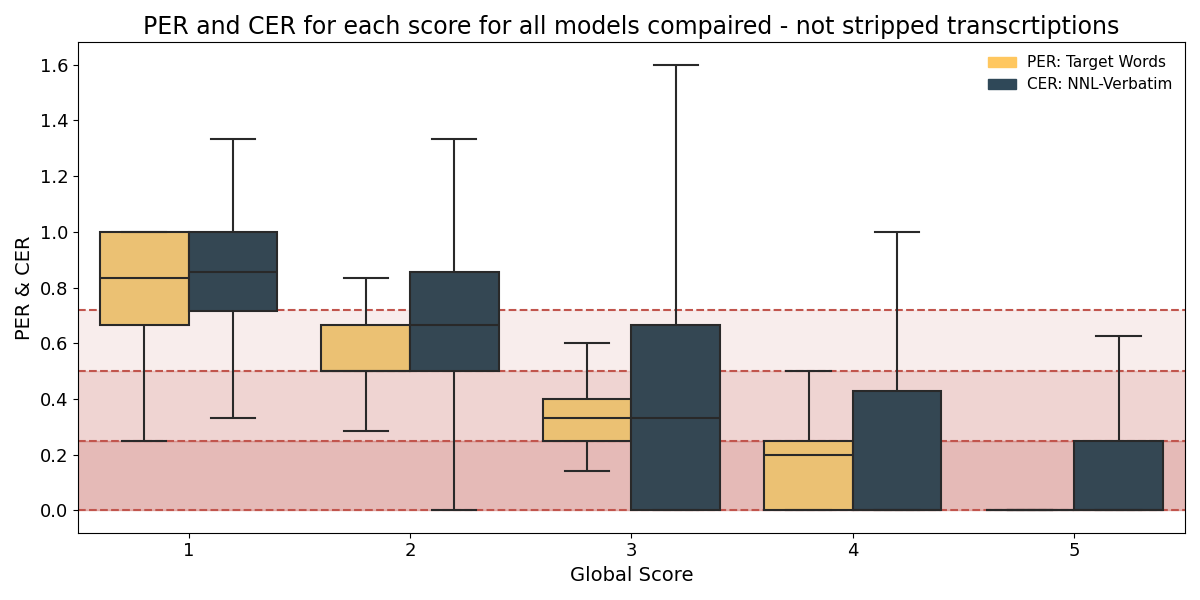 PER and CER for each score for all models compaired - not stripped transcrtiptions
PER: Target Words
CER: NNL-Verbatim
PER & CER
1.6
1.4
1.2
1.0
0.8
0.6
0.4
0.2
0.0
1 2 3 4 5
Global Score